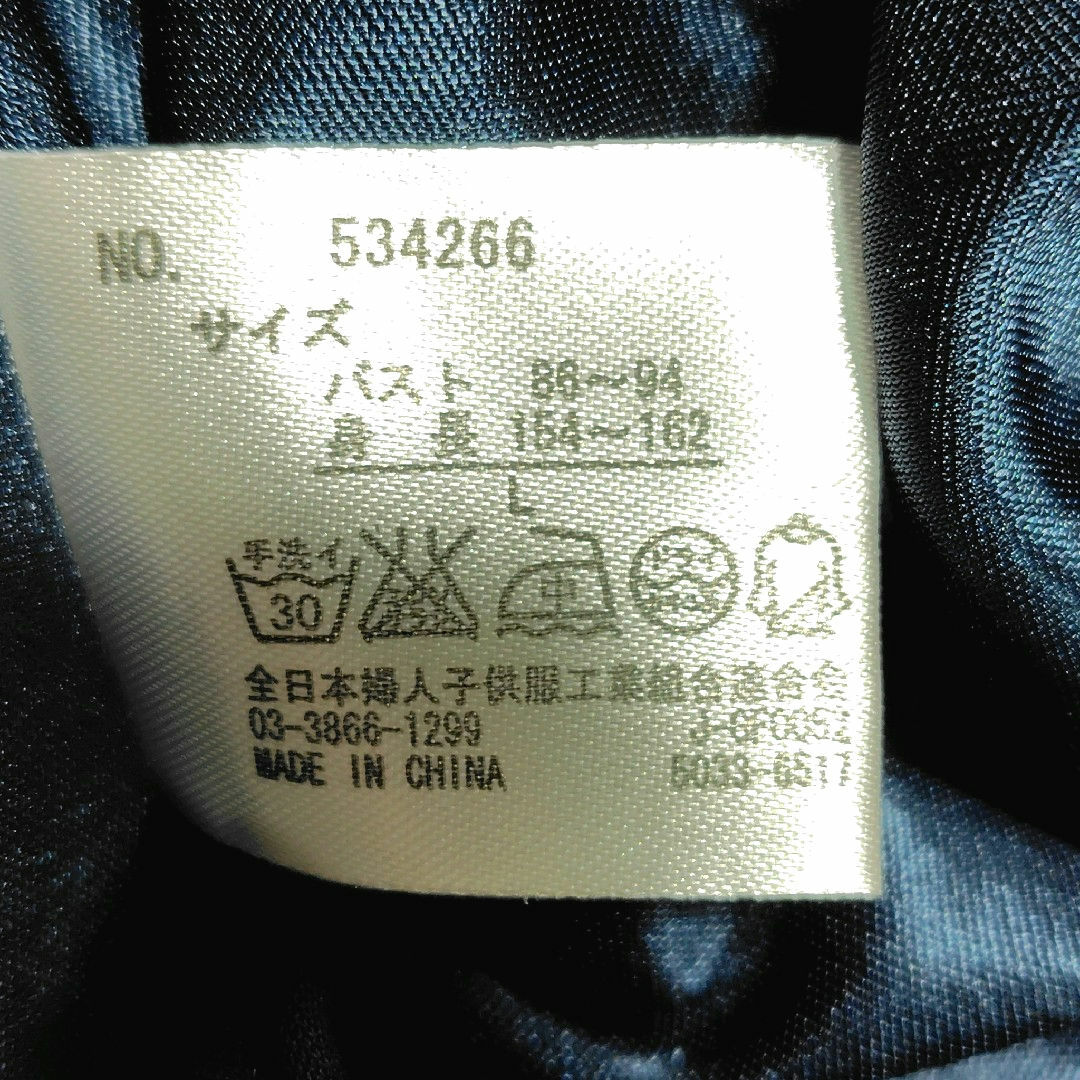 NO. 534266
サイズ
バスト 86～94
身長 154～162
L
手洗イ
30
中
全日本婦人子供服工業組合連合会
03-3866-1299
MADE IN CHINA